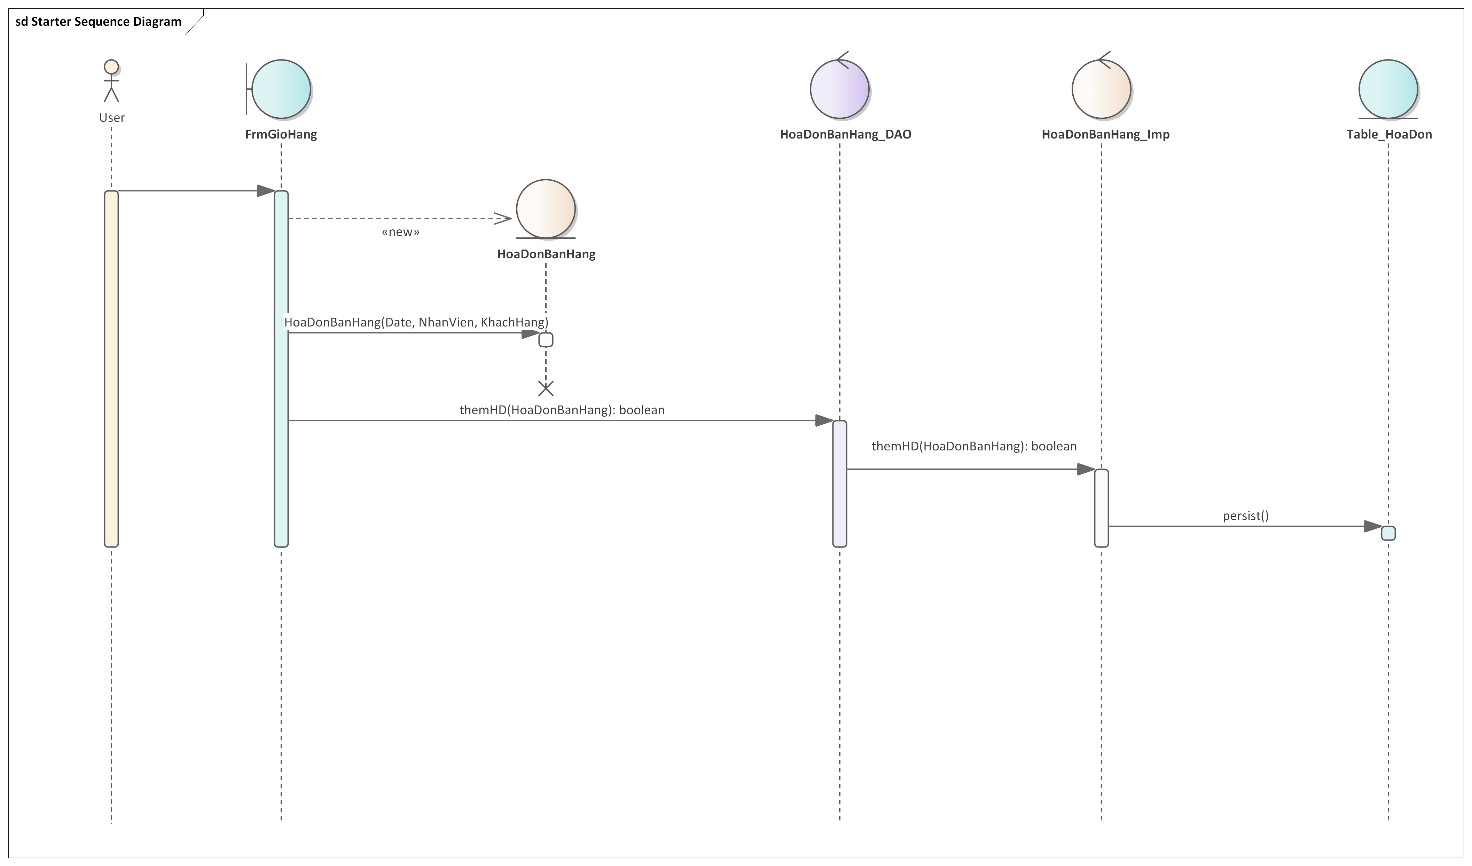 sd Starter Sequence Diagram
User
FrmGioHang
HoaDonBanHang_DAO
HoaDonBanHang_Imp
Table_HoaDon
«new»
HoaDonBanHang
HoaDonBanHang(Date, NhanVien, KhachHang)
themHD(HoaDonBanHang): boolean
themHD(HoaDonBanHang): boolean
persist()